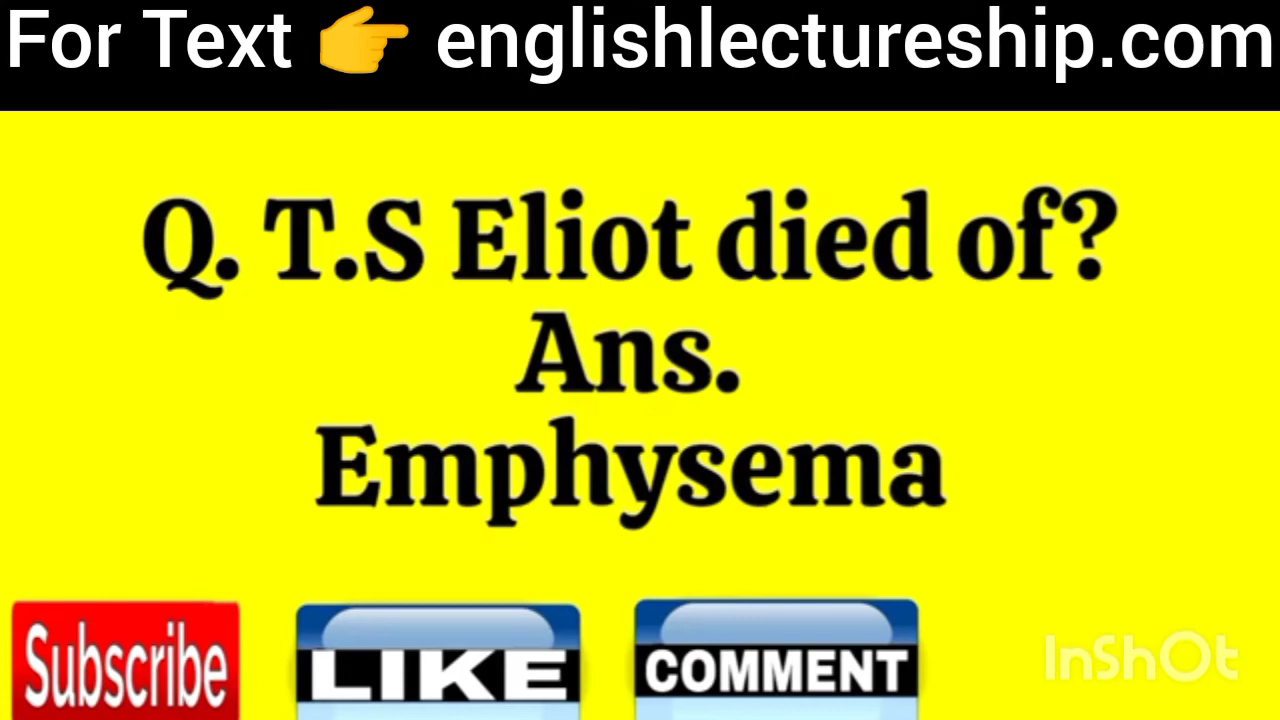 For Text 👉 englishlectureship.com
Q. T.S Eliot died of?
Ans.
Emphysema
Subscribe
LIKE
COMMENT
InShOt